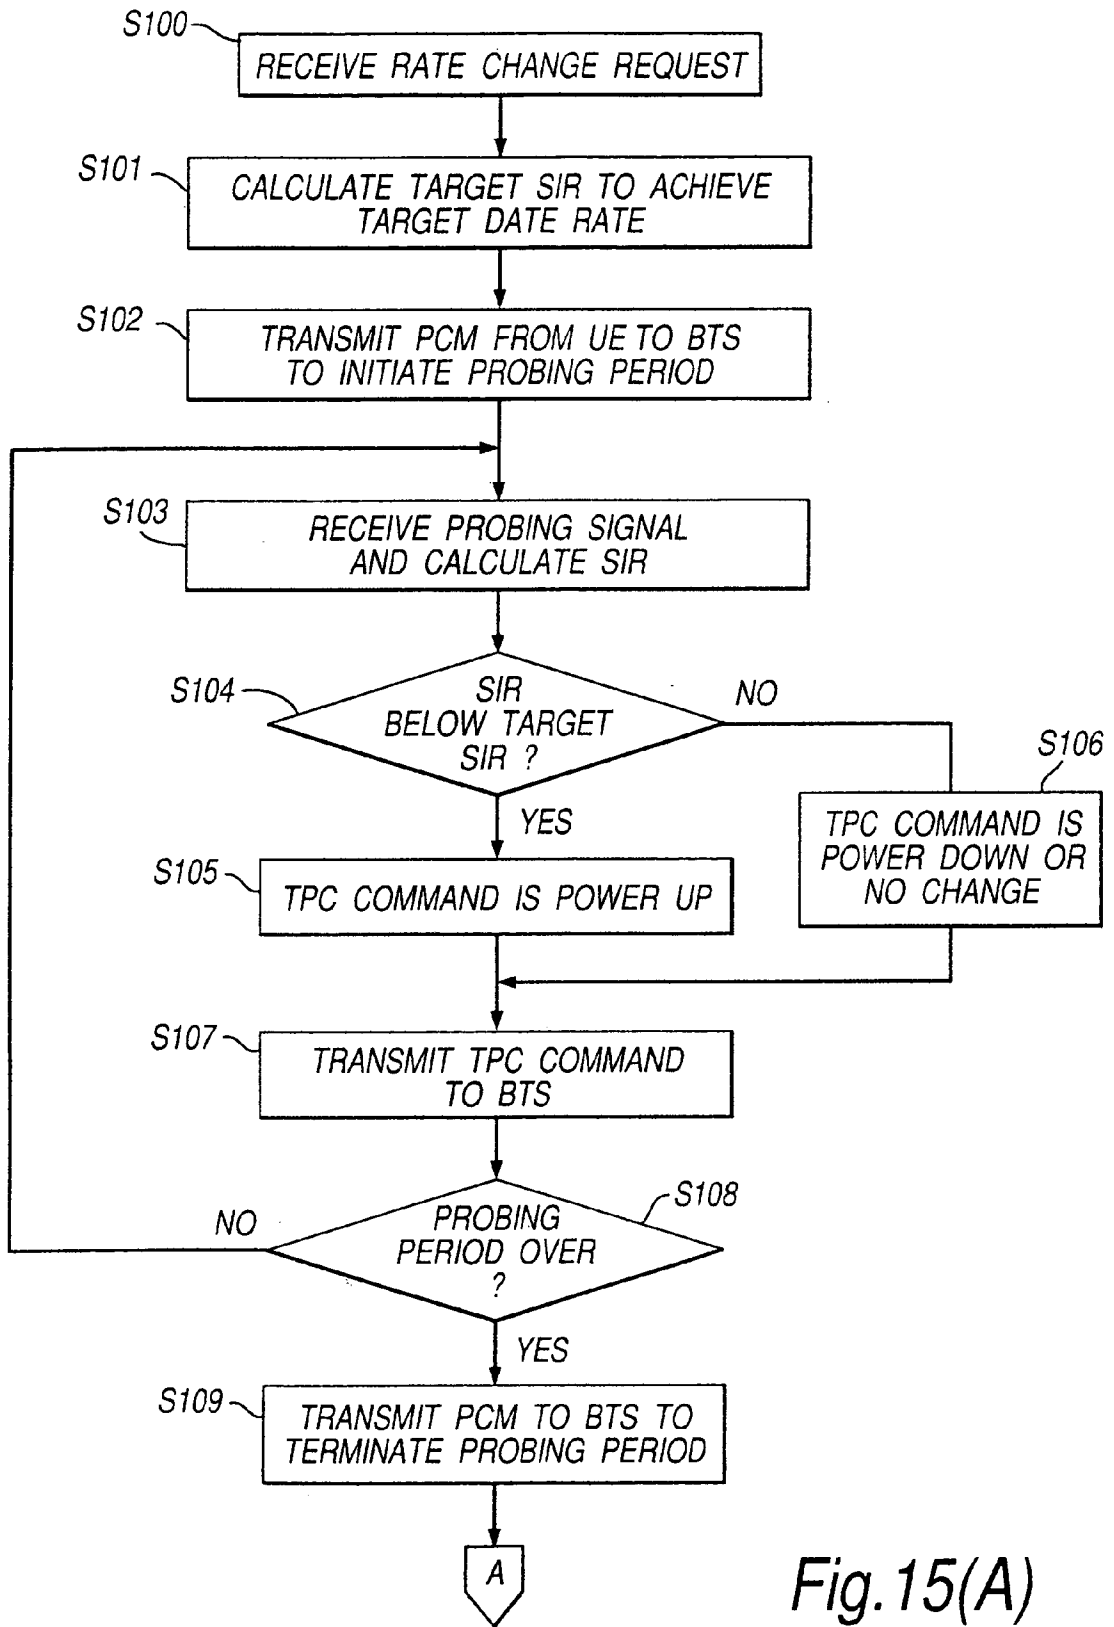 S100
RECEIVE RATE CHANGE REQUEST
S101
CALCULATE TARGET SIR TO ACHIEVE
TARGET DATE RATE
S102
TRANSMIT PCM FROM UE TO BTS
TO INITIATE PROBING PERIOD
S103
RECEIVE PROBING SIGNAL
AND CALCULATE SIR
S104
SIR
BELOW TARGET
SIR ?
NO
YES
S106
TPC COMMAND IS
POWER DOWN OR
NO CHANGE
S105
TPC COMMAND IS POWER UP
S107
TRANSMIT TPC COMMAND
TO BTS
S108
PROBING
PERIOD OVER
?
NO
YES
S109
TRANSMIT PCM TO BTS TO
TERMINATE PROBING PERIOD
A
Fig.15(A)